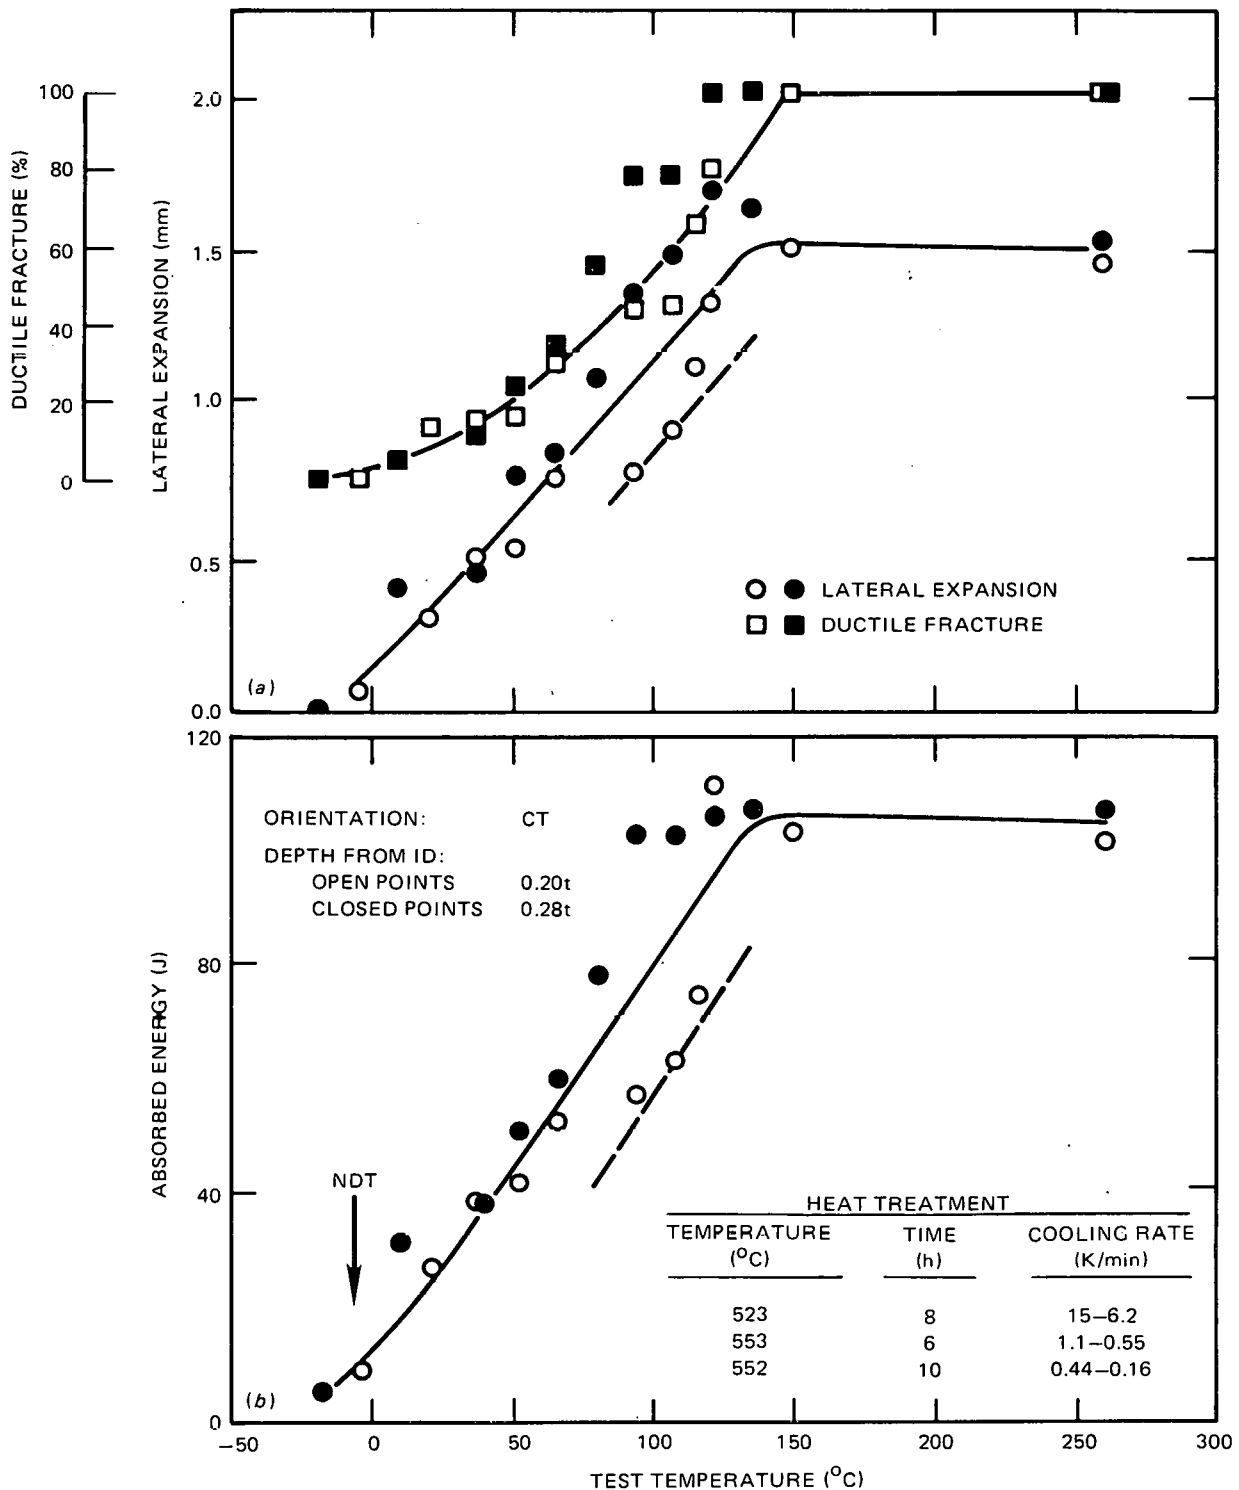 DUCTILE FRACTURE (%)
100
80
60
40
20
0
LATERAL EXPANSION (mm)
2.0
1.5
1.0
0.5
0.0
LATERAL EXPANSION
DUCTILE FRACTURE
(a)
ABSORBED ENERGY (J)
120
80
40
0
ORIENTATION: CT
DEPTH FROM ID:
OPEN POINTS 0.20t
CLOSED POINTS 0.28t
NDT
HEAT TREATMENT
TEMPERATURE TIME COOLING RATE
(°C) (h) (K/min)
523 8 15–6.2
553 6 1.1–0.55
552 10 0.44–0.16
(b)
–50 0 50 100 150 200 250 300
TEST TEMPERATURE (°C)